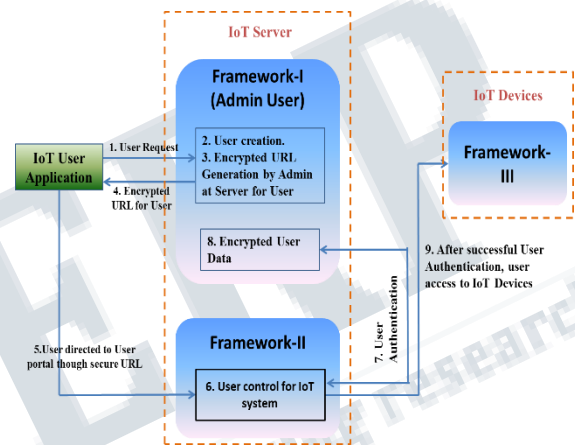 IoT Server
Framework-I
(Admin User)
IoT Devices
1. User Request
2. User creation.
3. Encrypted URL
Generation by Admin
at Server for User
IoT User
Application
Framework-
III
4. Encrypted
URL for User
8. Encrypted User
Data
9. After successful User
Authentication, user
access to IoT Devices
7. User
Authentication
5.User directed to User
portal though secure URL
Framework-II
6. User control for IoT
system
research